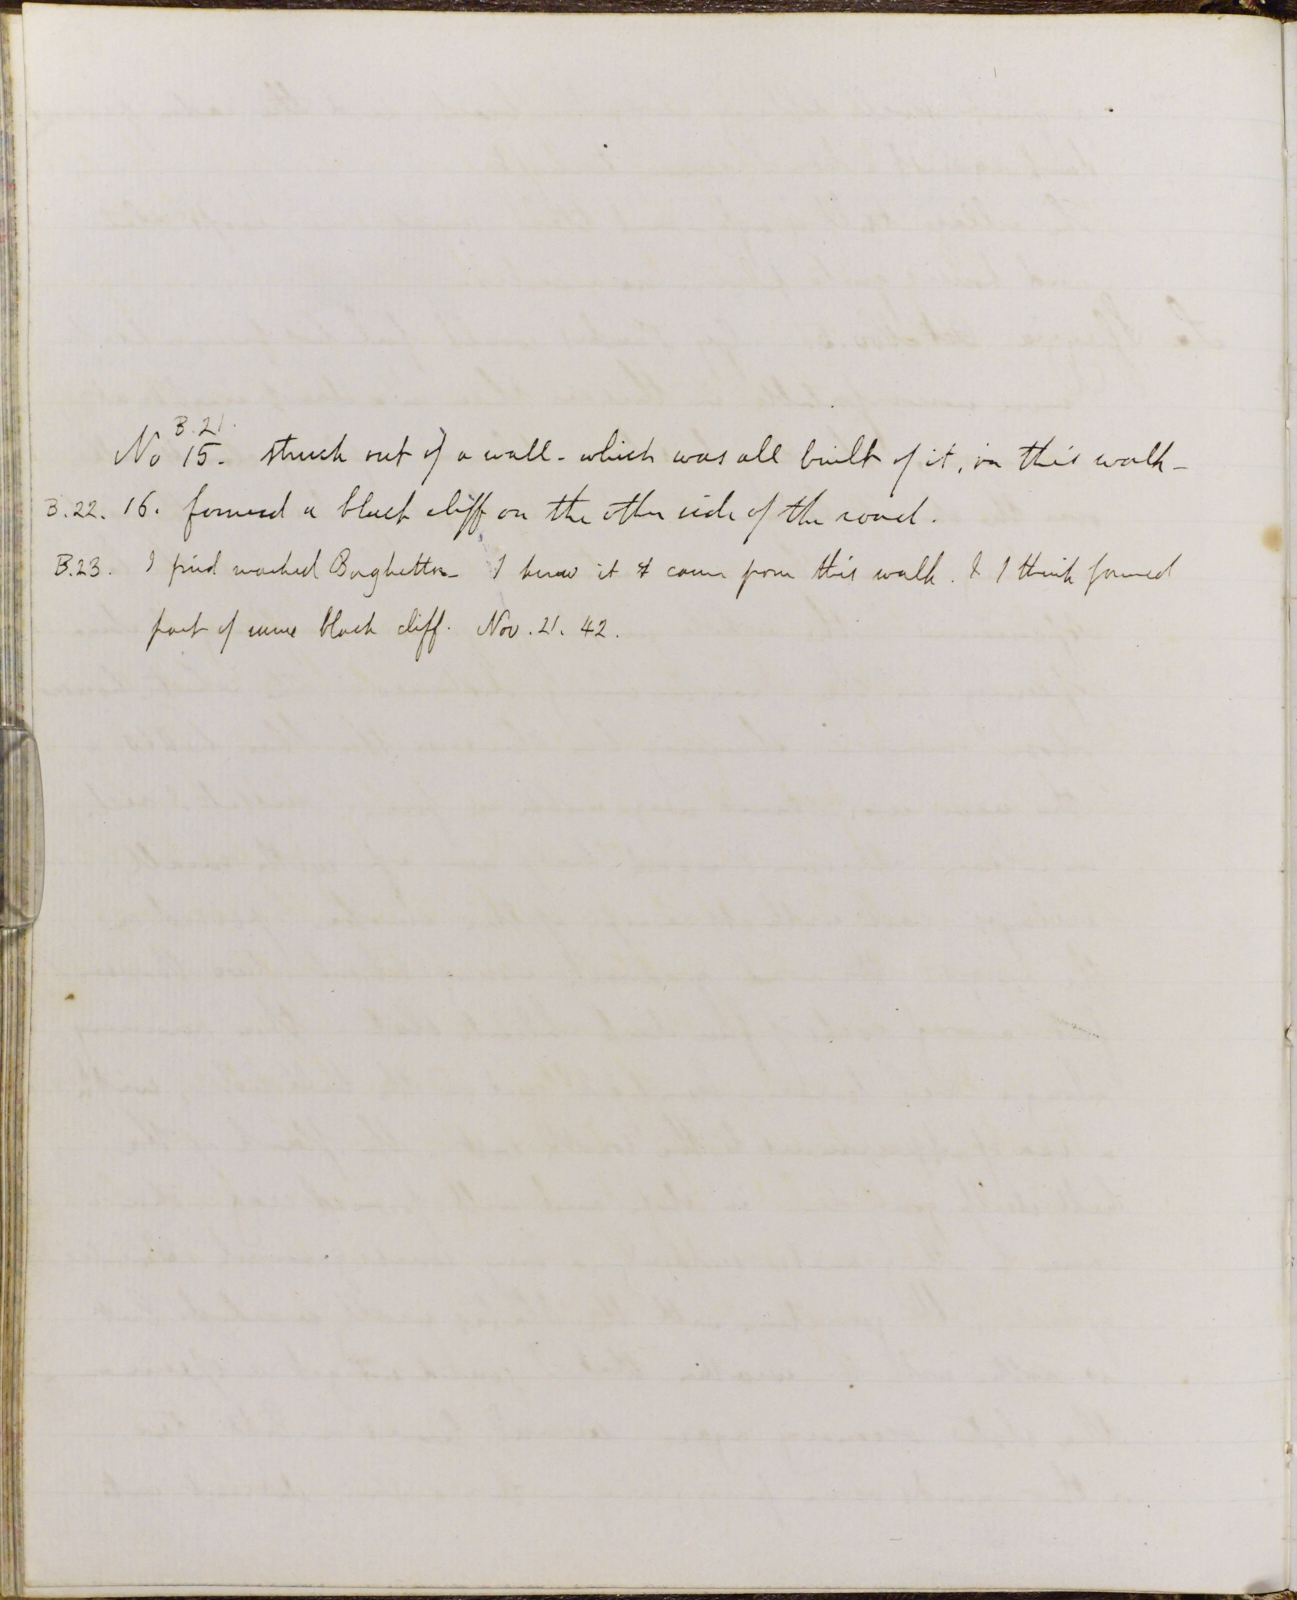 B.21.
No 15. struck out of a wall - which was all built of it, in this walk -
B.22. 16. formed a black cliff on the other side of the road.
B.23. I find marked Borghetto - I know it to come from this walk. & I think formed
part of same black cliff. Nov. 21. 42.